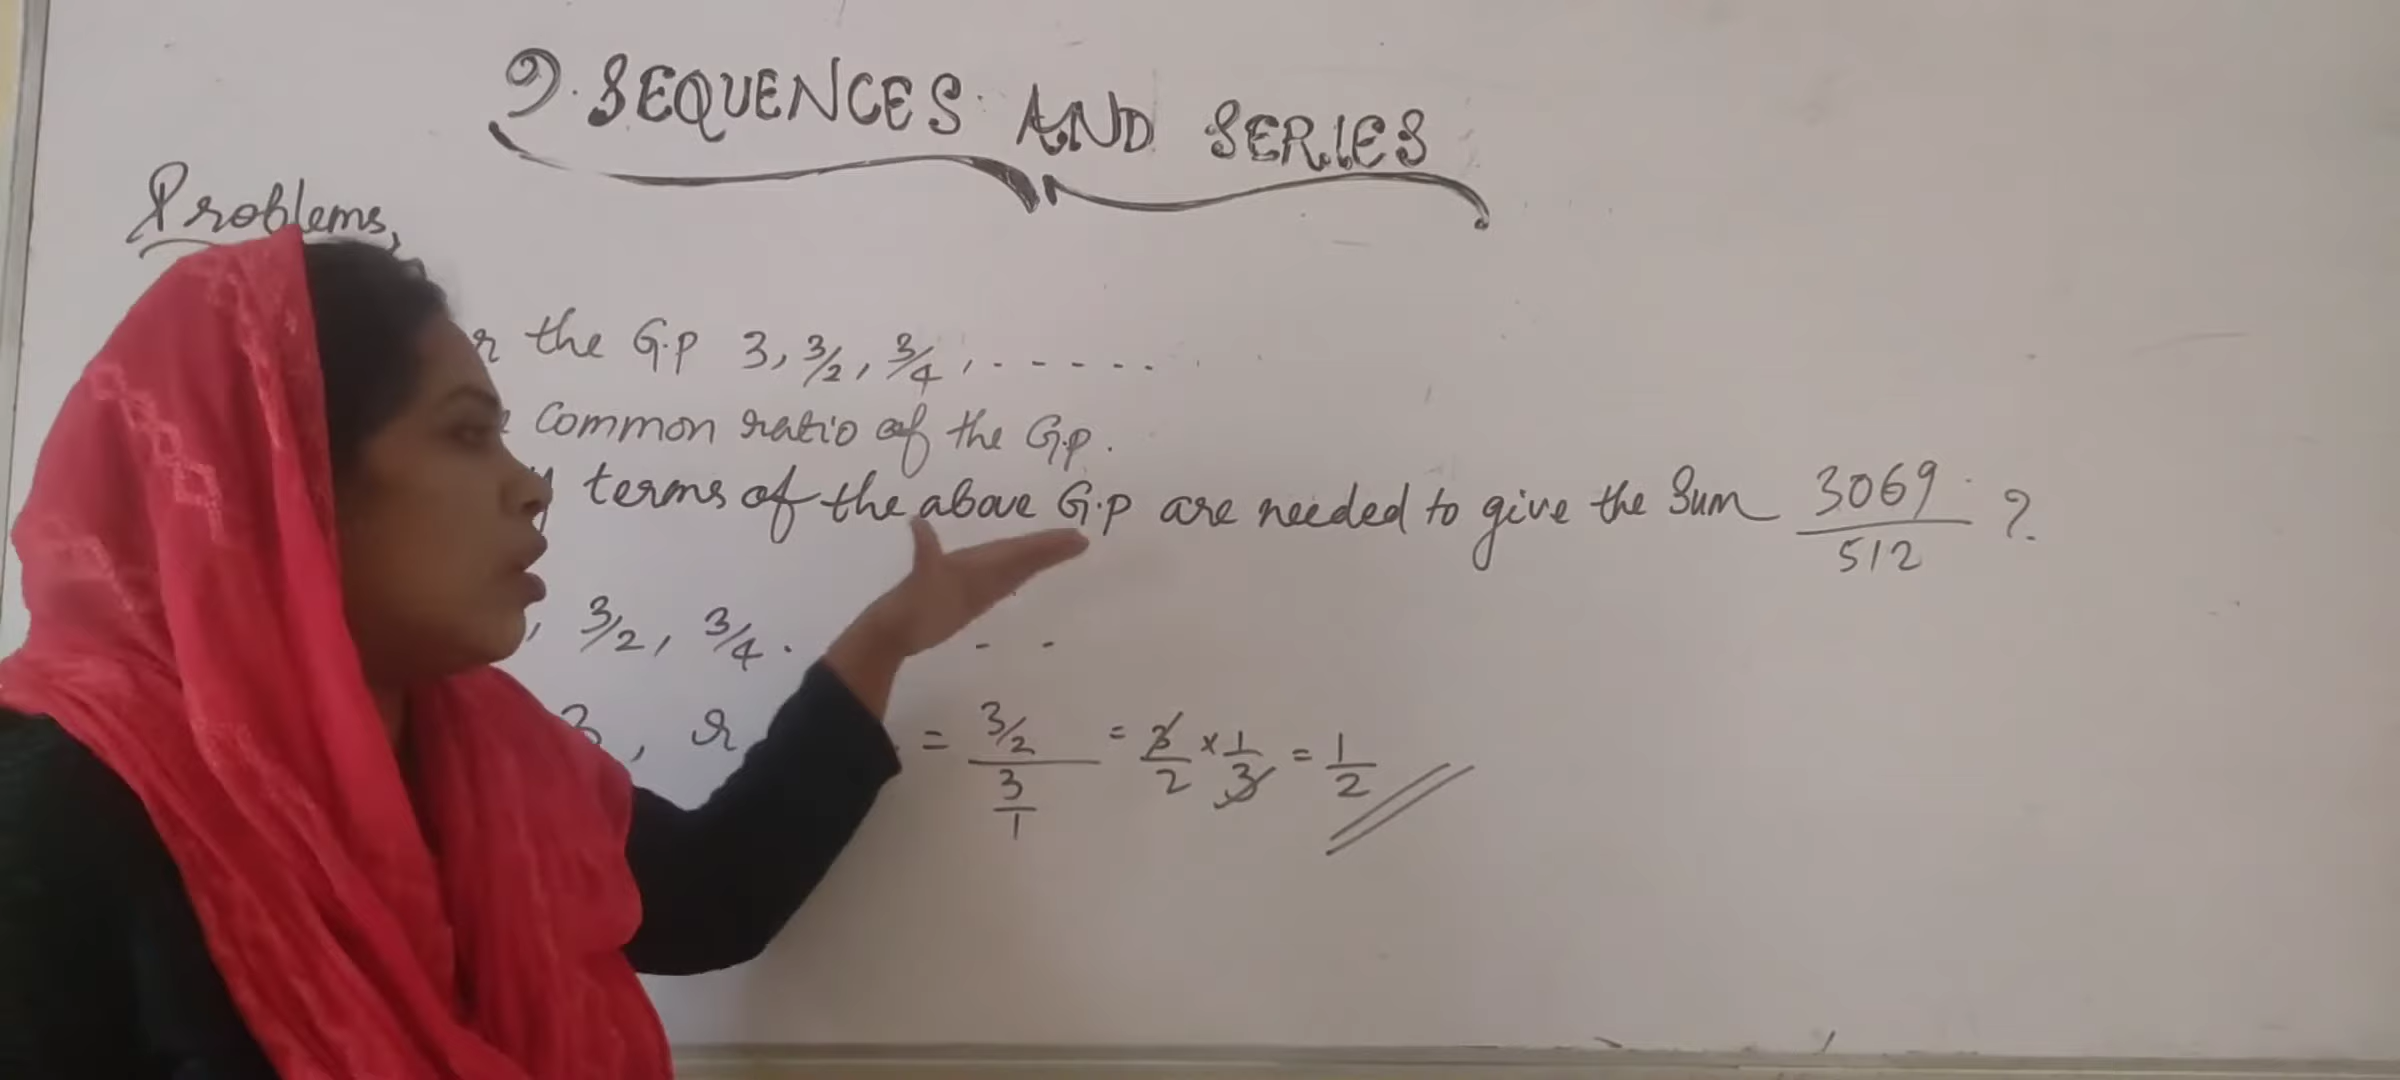 9. SEQUENCES AND SERIES
Problems,
the G.P 3, 3/2, 3/4, . - - - . .
common ratio of the G.p.
terms of the above G.P are needed to give the Sum 3069/512 ?
, 3/2, 3/4 . - -
3, r = 3/2 / 3/1 = 3/2 × 1/3 = 1/2